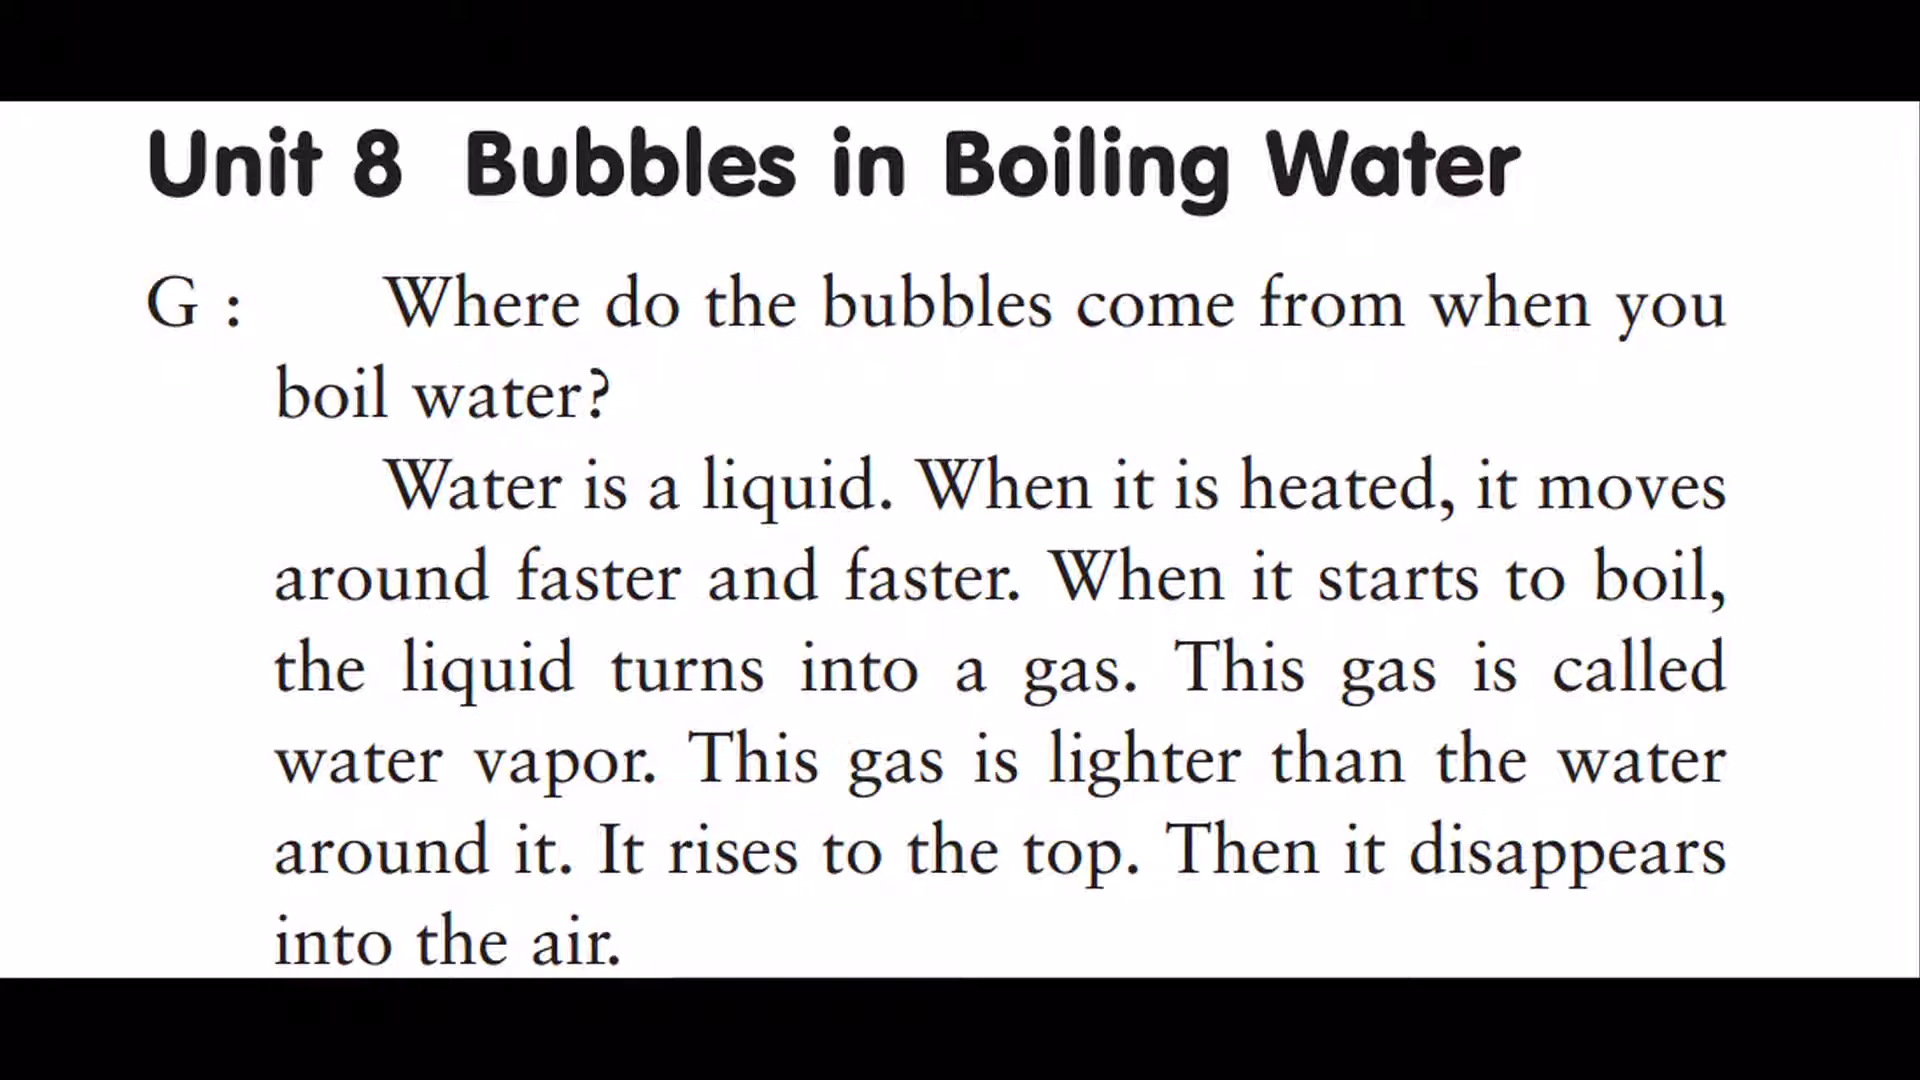 Unit 8 Bubbles in Boiling Water
G : Where do the bubbles come from when you
boil water?
Water is a liquid. When it is heated, it moves
around faster and faster. When it starts to boil,
the liquid turns into a gas. This gas is called
water vapor. This gas is lighter than the water
around it. It rises to the top. Then it disappears
into the air.